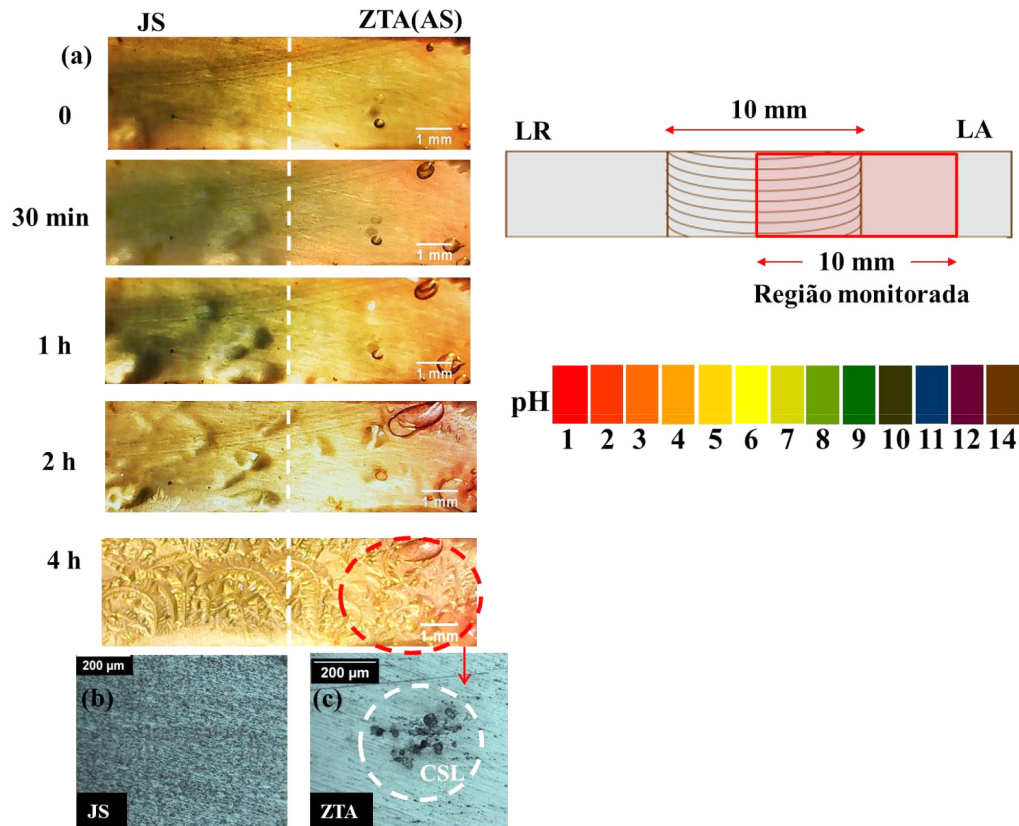 JS
ZTA(AS)
(a)
0
1 mm
30 min
1 mm
1 h
1 mm
2 h
1 mm
4 h
1 mm
200 µm
(b)
JS
200 µm
(c)
CSL
ZTA
10 mm
LR
LA
10 mm
Região monitorada
pH
1 2 3 4 5 6 7 8 9 10 11 12 14